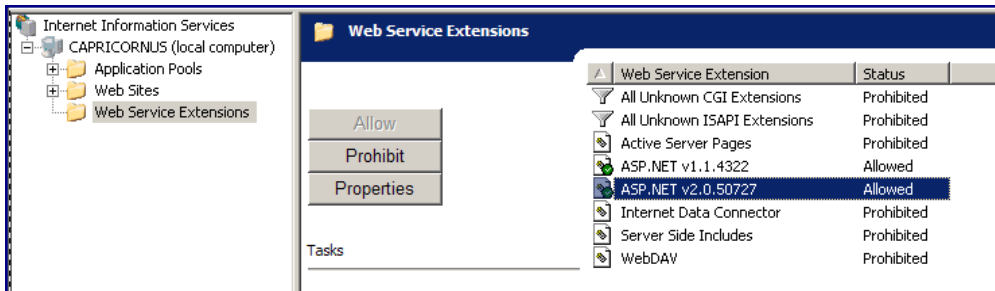 Internet Information Services
CAPRICORNUS (local computer)
Application Pools
Web Sites
Web Service Extensions
Web Service Extensions
Allow
Prohibit
Properties
Tasks
Web Service Extension Status
All Unknown CGI Extensions Prohibited
All Unknown ISAPI Extensions Prohibited
Active Server Pages Prohibited
ASP.NET v1.1.4322 Allowed
ASP.NET v2.0.50727 Allowed
Internet Data Connector Prohibited
Server Side Includes Prohibited
WebDAV Prohibited